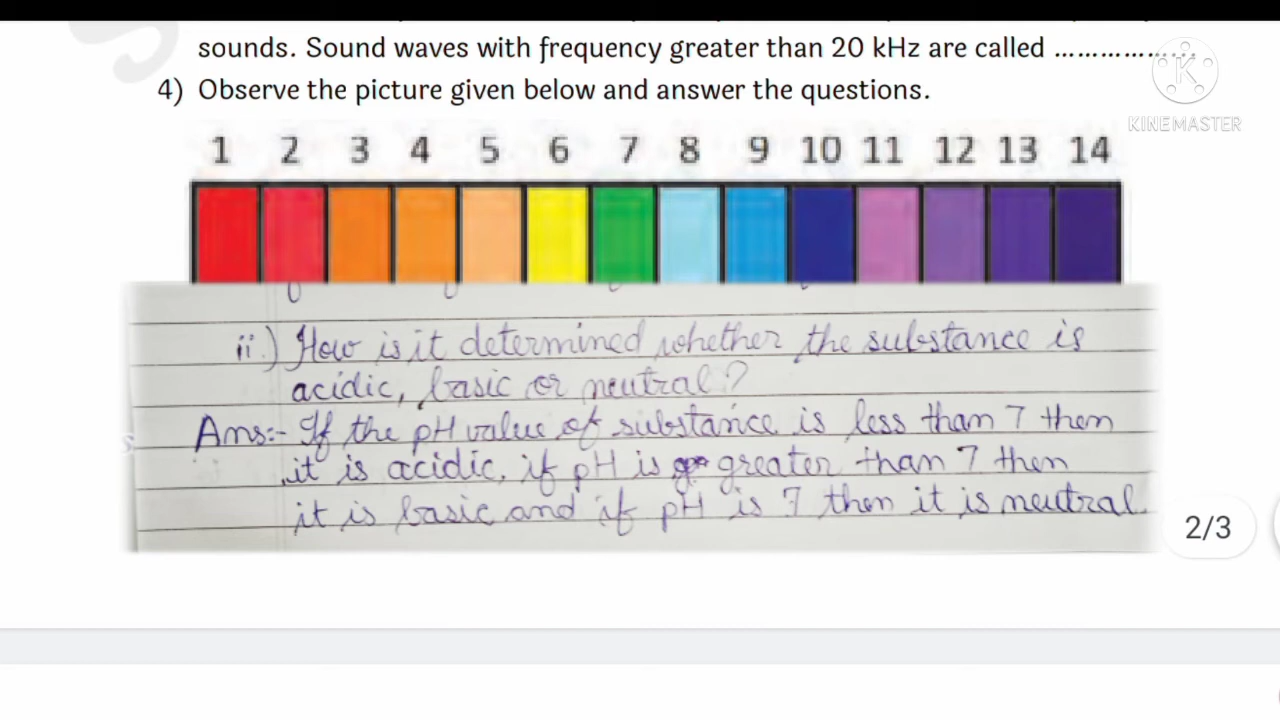 sounds. Sound waves with frequency greater than 20 kHz are called ..................
KINEMASTER
4) Observe the picture given below and answer the questions.
1 2 3 4 5 6 7 8 9 10 11 12 13 14
ii.) How is it determined whether the substance is
acidic, basic or neutral?
Ans:- If the pH value of substance is less than 7 then
it is acidic, if pH is greater than 7 then
it is basic and if pH is 7 then it is neutral.
2/3